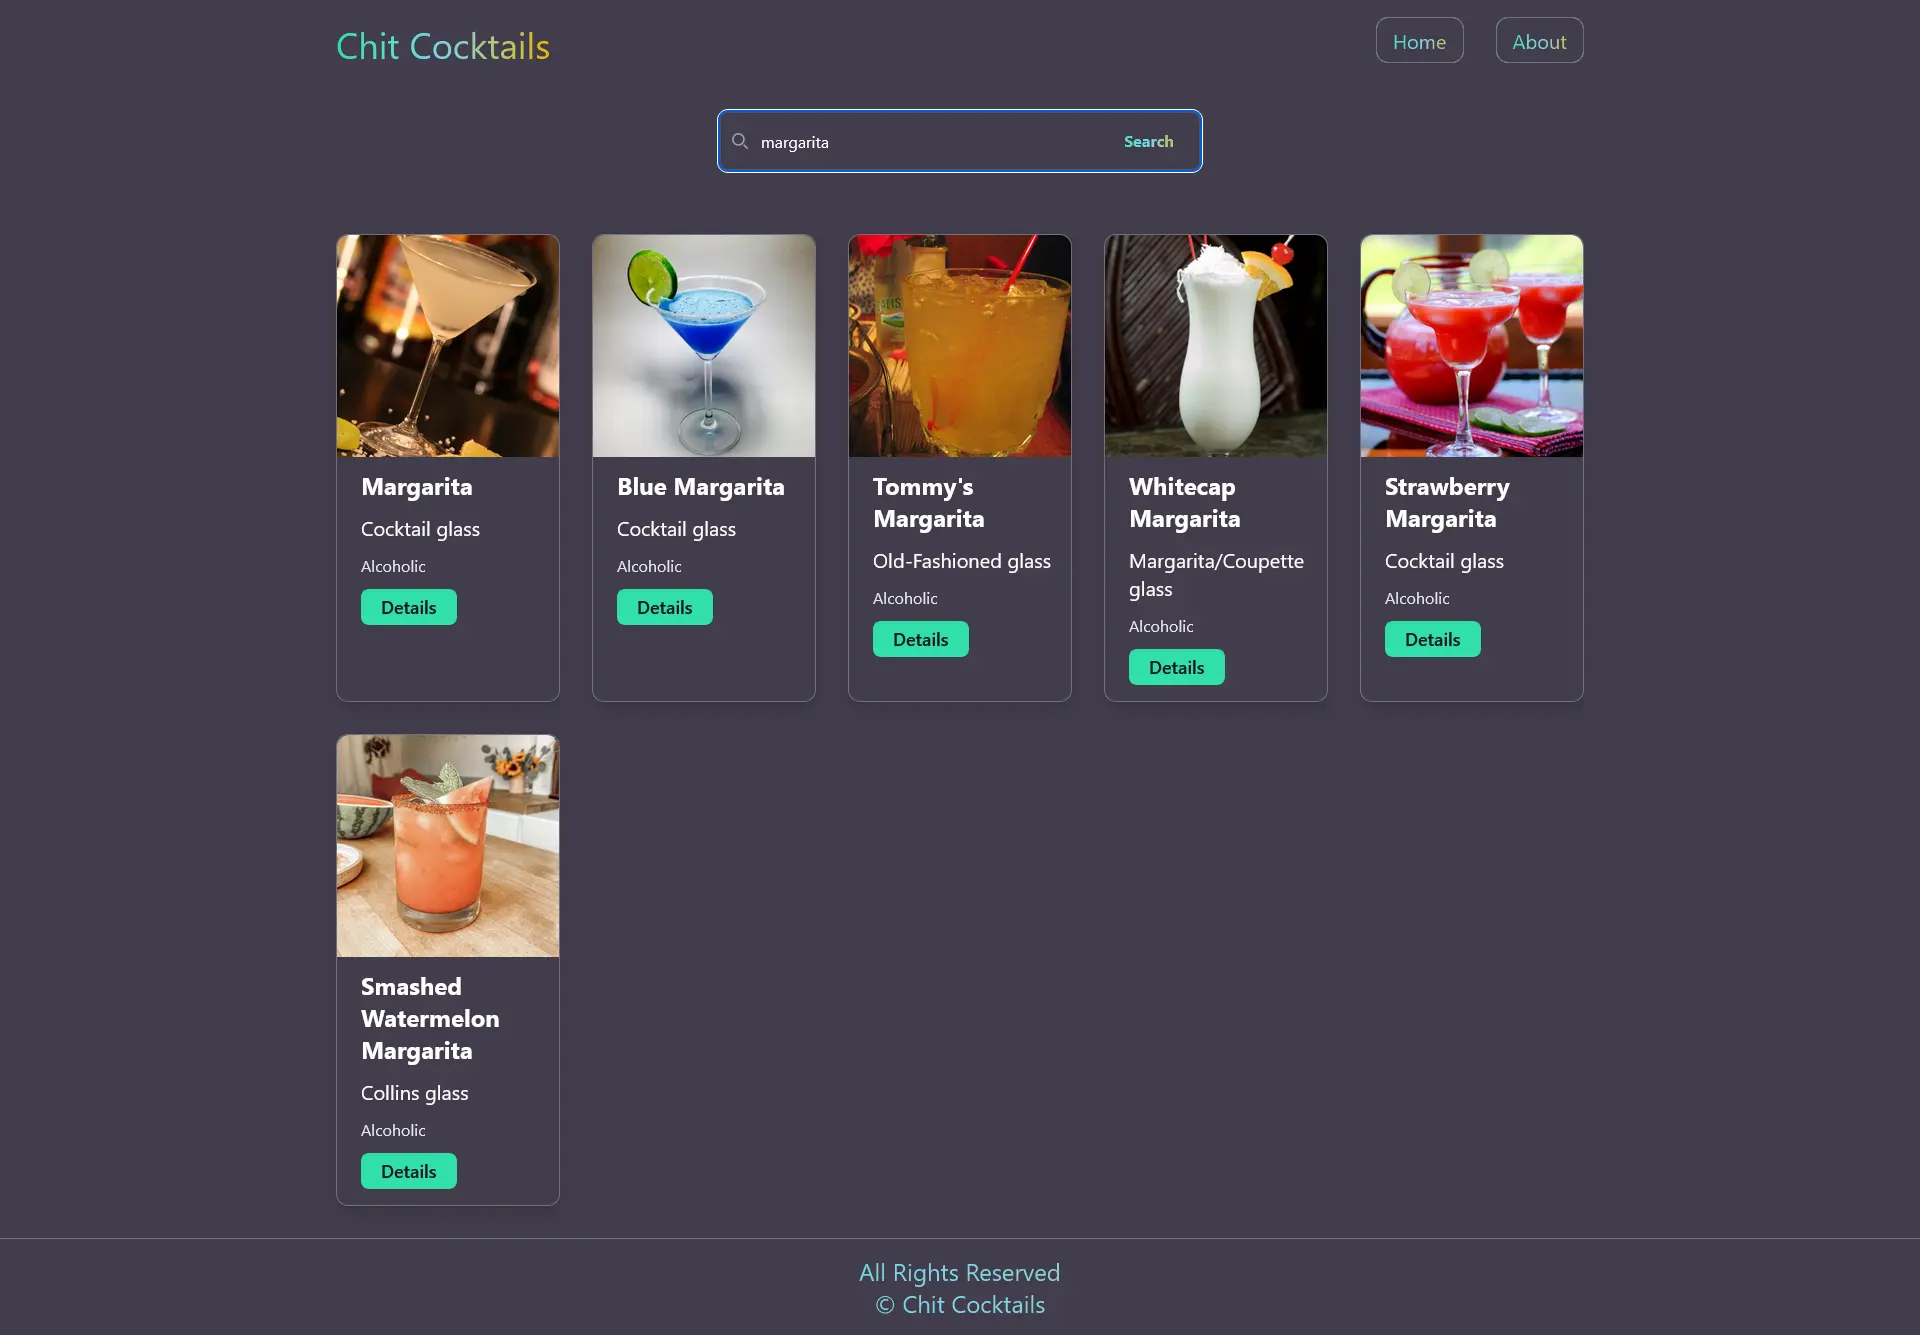 Chit Cocktails
Home
About
margarita
Search
Margarita
Cocktail glass
Alcoholic
Details
Blue Margarita
Cocktail glass
Alcoholic
Details
Tommy's
Margarita
Old-Fashioned glass
Alcoholic
Details
Whitecap
Margarita
Margarita/Coupette
glass
Alcoholic
Details
Strawberry
Margarita
Cocktail glass
Alcoholic
Details
Smashed
Watermelon
Margarita
Collins glass
Alcoholic
Details
All Rights Reserved
© Chit Cocktails